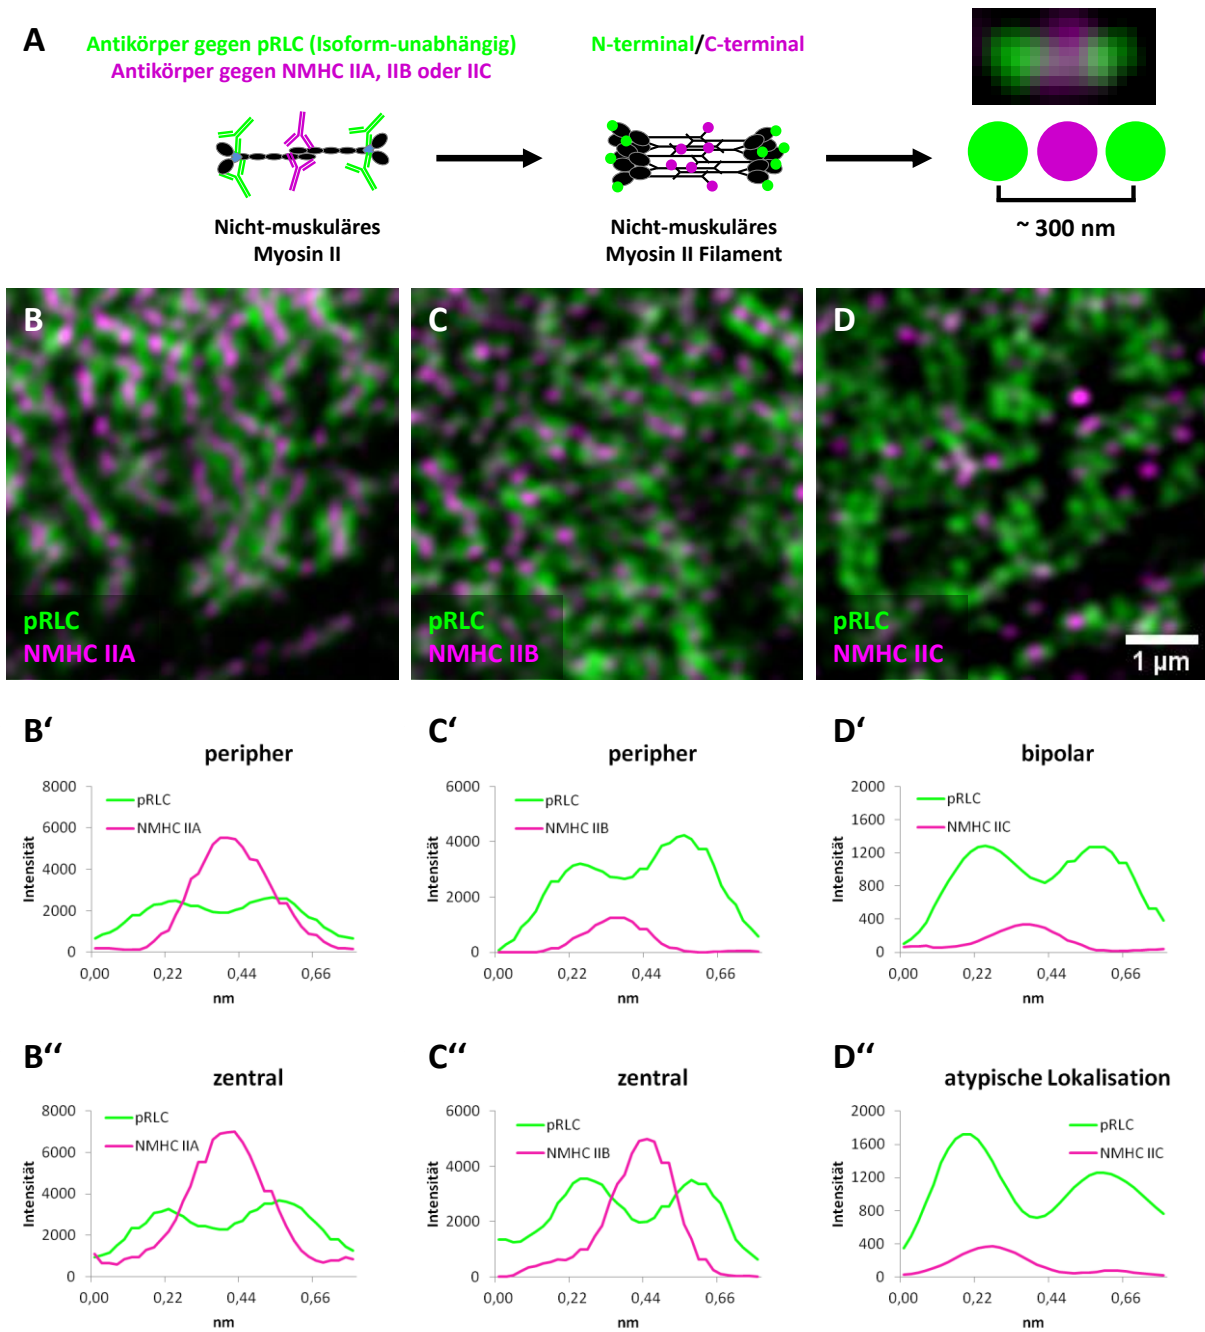 A
Antikörper gegen pRLC (Isoform-unabhängig)
Antikörper gegen NMHC IIA, IIB oder IIC
N-terminal/C-terminal
Nicht-muskuläres
Myosin II
Nicht-muskuläres
Myosin II Filament
~ 300 nm
B
pRLC
NMHC IIA
C
pRLC
NMHC IIB
D
pRLC
NMHC IIC
1 µm
B‘
peripher
8000
6000
4000
2000
0
Intensität
pRLC
NMHC IIA
0,00 0,22 0,44 0,66
nm
C‘
peripher
6000
4000
2000
0
Intensität
pRLC
NMHC IIB
0,00 0,22 0,44 0,66
nm
D‘
bipolar
2000
1600
1200
800
400
0
Intensität
pRLC
NMHC IIC
0,00 0,22 0,44 0,66
nm
B‘‘
zentral
8000
6000
4000
2000
0
Intensität
pRLC
NMHC IIA
0,00 0,22 0,44 0,66
nm
C‘‘
zentral
6000
4000
2000
0
Intensität
pRLC
NMHC IIB
0,00 0,22 0,44 0,66
nm
D‘‘
atypische Lokalisation
2000
1600
1200
800
400
0
Intensität
pRLC
NMHC IIC
0,00 0,22 0,44 0,66
nm